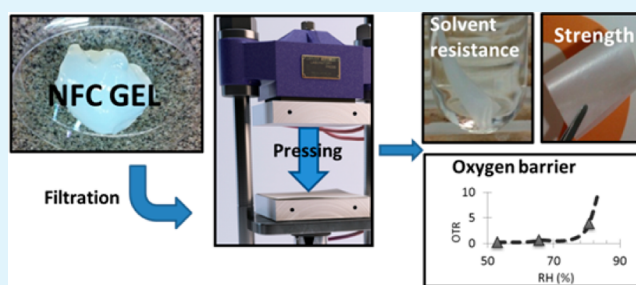 NFC GEL
Filtration
Pressing
Solvent
resistance
Strength
Oxygen barrier
OTR
10
5
0
50
70
90
RH (%)